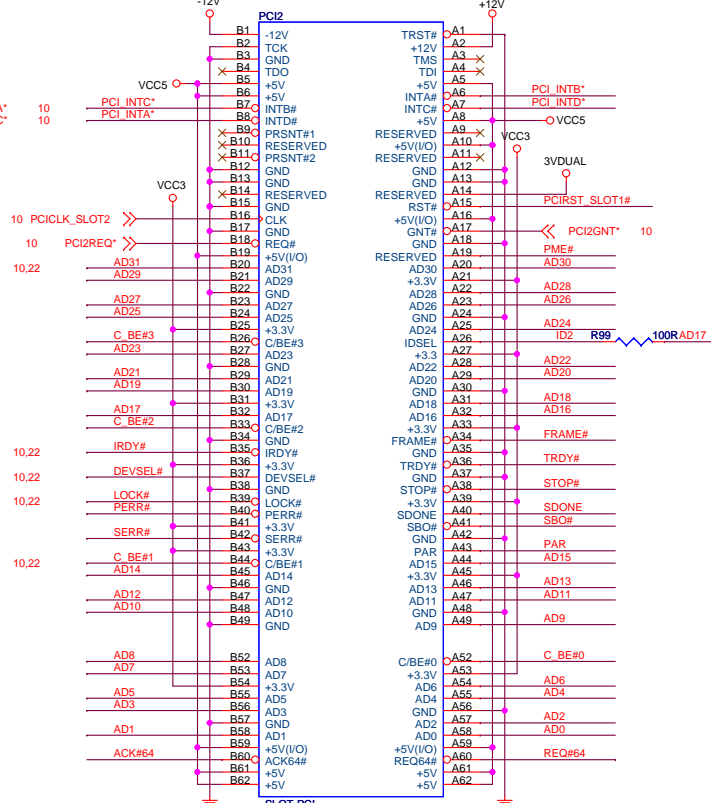 -12V +12V
PCI2
B1 -12V TRST# A1
B2 TCK +12V A2
B3 GND TMS A3
B4 TDO TDI A4
VCC5 B5 +5V +5V A5
B6 +5V INTA# A6 PCI_INTB*
10 PCI_INTC* B7 INTB# INTC# A7 PCI_INTD*
10 PCI_INTA* B8 INTD# +5V A8 VCC5
B9 PRSNT#1 RESERVED A9
B10 RESERVED +5V(I/O) A10 VCC3
B11 PRSNT#2 RESERVED A11
B12 GND GND A12
B13 GND GND A13 3VDUAL
VCC3 B14 RESERVED RESERVED A14
B15 GND RST# A15 PCIRST_SLOT1#
10 PCICLK_SLOT2 B16 CLK +5V(I/O) A16
B17 GND GNT# A17 PCI2GNT* 10
10 PCI2REQ* B18 REQ# GND A18
B19 +5V(I/O) RESERVED A19 PME#
10,22 AD31 B20 AD31 AD30 A20 AD30
AD29 B21 AD29 +3.3V A21
B22 GND AD28 A22 AD28
AD27 B23 AD27 AD26 A23 AD26
AD25 B24 AD25 GND A24
B25 +3.3V AD24 A25 AD24
C_BE#3 B26 C/BE#3 IDSEL A26 ID2 R99 100R AD17
AD23 B27 AD23 +3.3 A27
B28 GND AD22 A28 AD22
AD21 B29 AD21 AD20 A29 AD20
AD19 B30 AD19 GND A30
B31 +3.3V AD18 A31 AD18
AD17 B32 AD17 AD16 A32 AD16
C_BE#2 B33 C/BE#2 +3.3V A33
B34 GND FRAME# A34 FRAME#
10,22 IRDY# B35 IRDY# GND A35
B36 +3.3V TRDY# A36 TRDY#
10,22 DEVSEL# B37 DEVSEL# GND A37
B38 GND STOP# A38 STOP#
10,22 LOCK# B39 LOCK# +3.3V A39
PERR# B40 PERR# SDONE A40 SDONE
B41 +3.3V SBO# A41 SBO#
SERR# B42 SERR# GND A42
B43 +3.3V PAR A43 PAR
10,22 C_BE#1 B44 C/BE#1 AD15 A44 AD15
AD14 B45 AD14 +3.3V A45
B46 GND AD13 A46 AD13
AD12 B47 AD12 AD11 A47 AD11
AD10 B48 AD10 GND A48
B49 GND AD9 A49 AD9
AD8 B52 AD8 C/BE#0 A52 C_BE#0
AD7 B53 AD7 +3.3V A53
B54 +3.3V AD6 A54 AD6
AD5 B55 AD5 AD4 A55 AD4
AD3 B56 AD3 GND A56
B57 GND AD2 A57 AD2
AD1 B58 AD1 AD0 A58 AD0
B59 +5V(I/O) +5V(I/O) A59
ACK#64 B60 ACK64# REQ64# A60 REQ#64
B61 +5V +5V A61
B62 +5V +5V A62